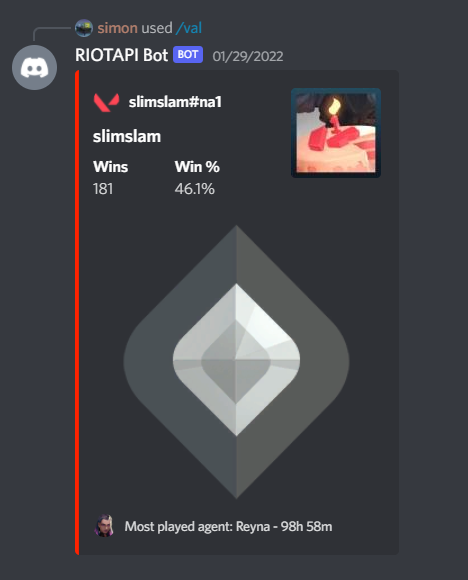 simon used /val
RIOTAPI Bot BOT 01/29/2022
slimslam#na1
slimslam
Wins Win %
181 46.1%
Most played agent: Reyna - 98h 58m